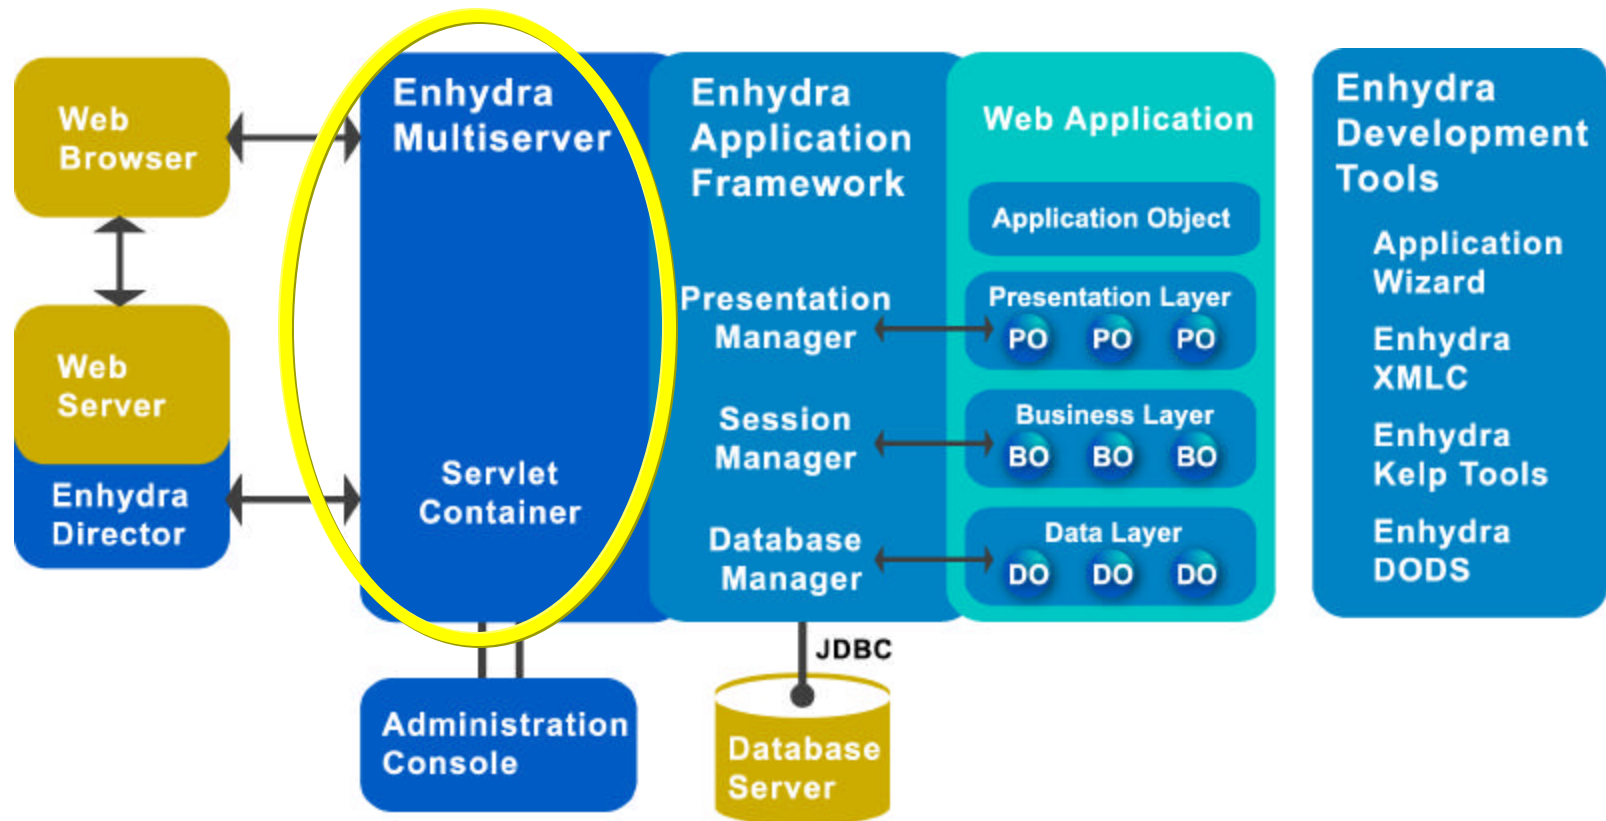 Web
Browser
Web
Server
Enhydra
Director
Enhydra
Multiserver
Servlet
Container
Administration
Console
Enhydra
Application
Framework
Presentation
Manager
Session
Manager
Database
Manager
JDBC
Database
Server
Web Application
Application Object
Presentation Layer
PO PO PO
Business Layer
BO BO BO
Data Layer
DO DO DO
Enhydra
Development
Tools
Application
Wizard
Enhydra
XMLC
Enhydra
Kelp Tools
Enhydra
DODS